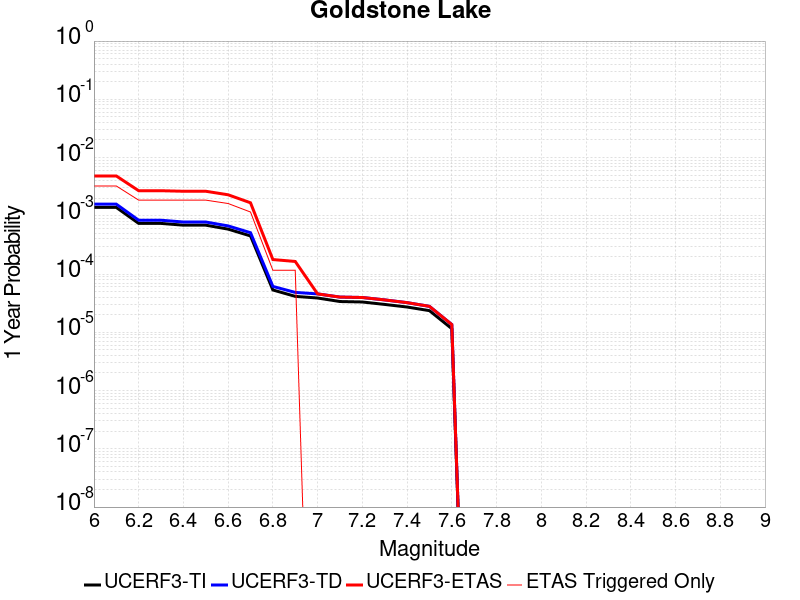 Goldstone Lake
1 Year Probability
10^0
10^-1
10^-2
10^-3
10^-4
10^-5
10^-6
10^-7
10^-8
6 6.2 6.4 6.6 6.8 7 7.2 7.4 7.6 7.8 8 8.2 8.4 8.6 8.8 9
Magnitude
UCERF3-TI UCERF3-TD UCERF3-ETAS ETAS Triggered Only